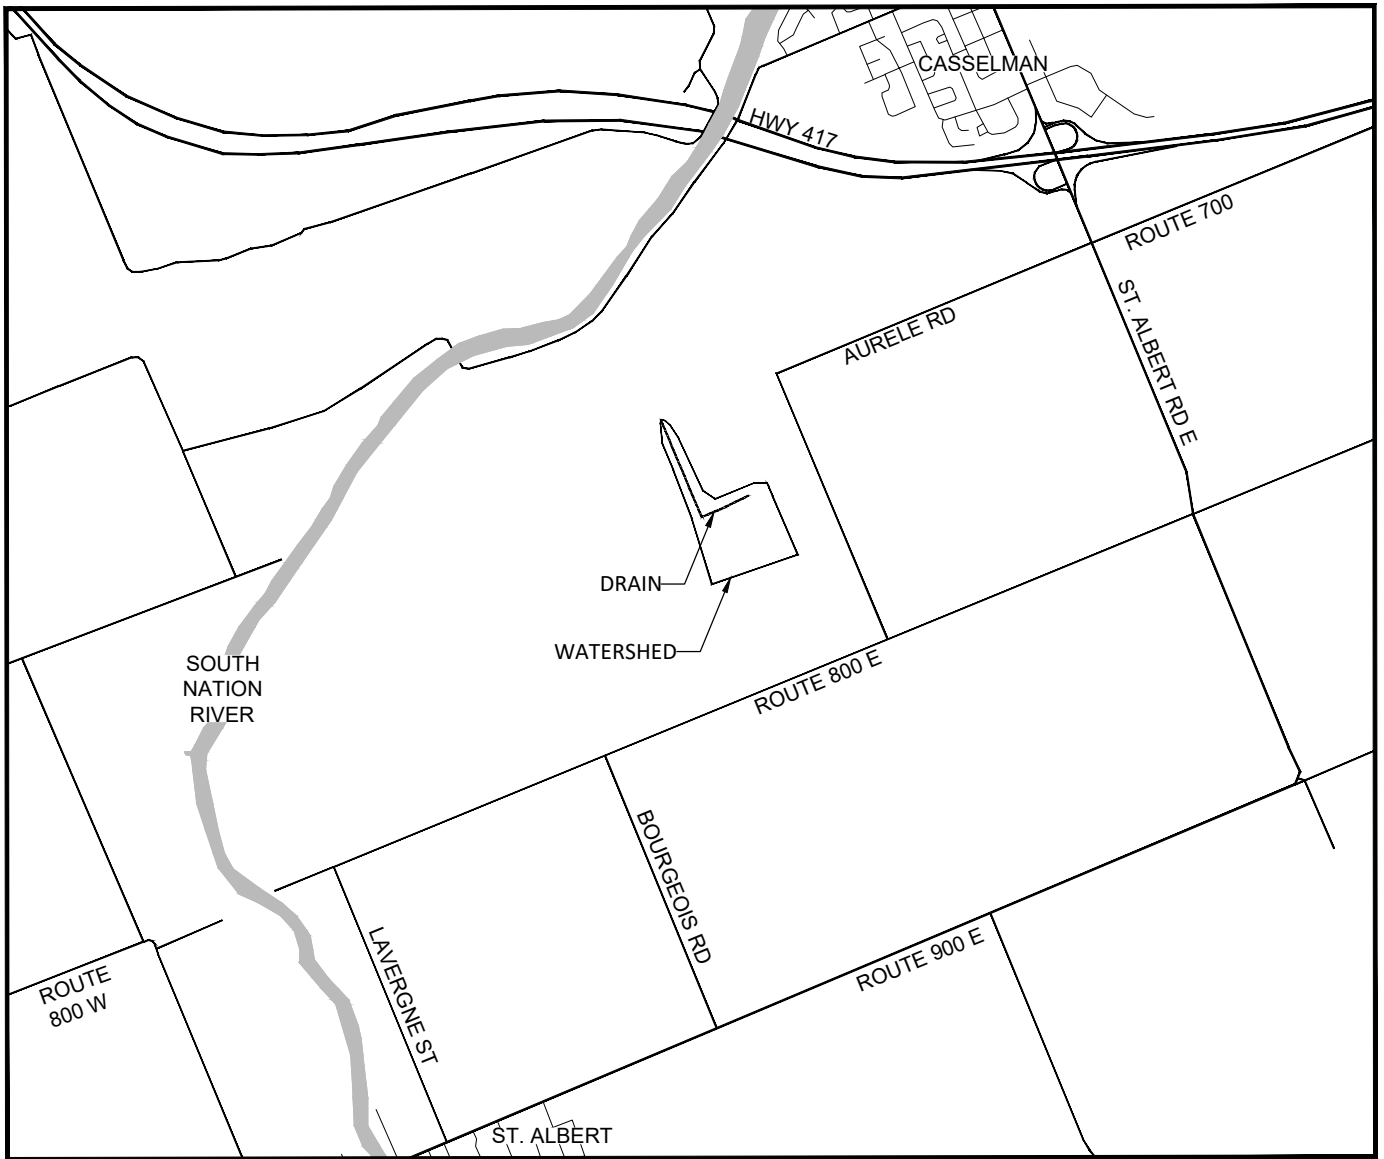 CASSELMAN
HWY 417
ROUTE 700
ST. ALBERT RD E
AURELE RD
DRAIN
WATERSHED
SOUTH
NATION
RIVER
ROUTE 800 E
BOURGEOIS RD
LAVERGNE ST
ROUTE 900 E
ROUTE
800 W
ST. ALBERT